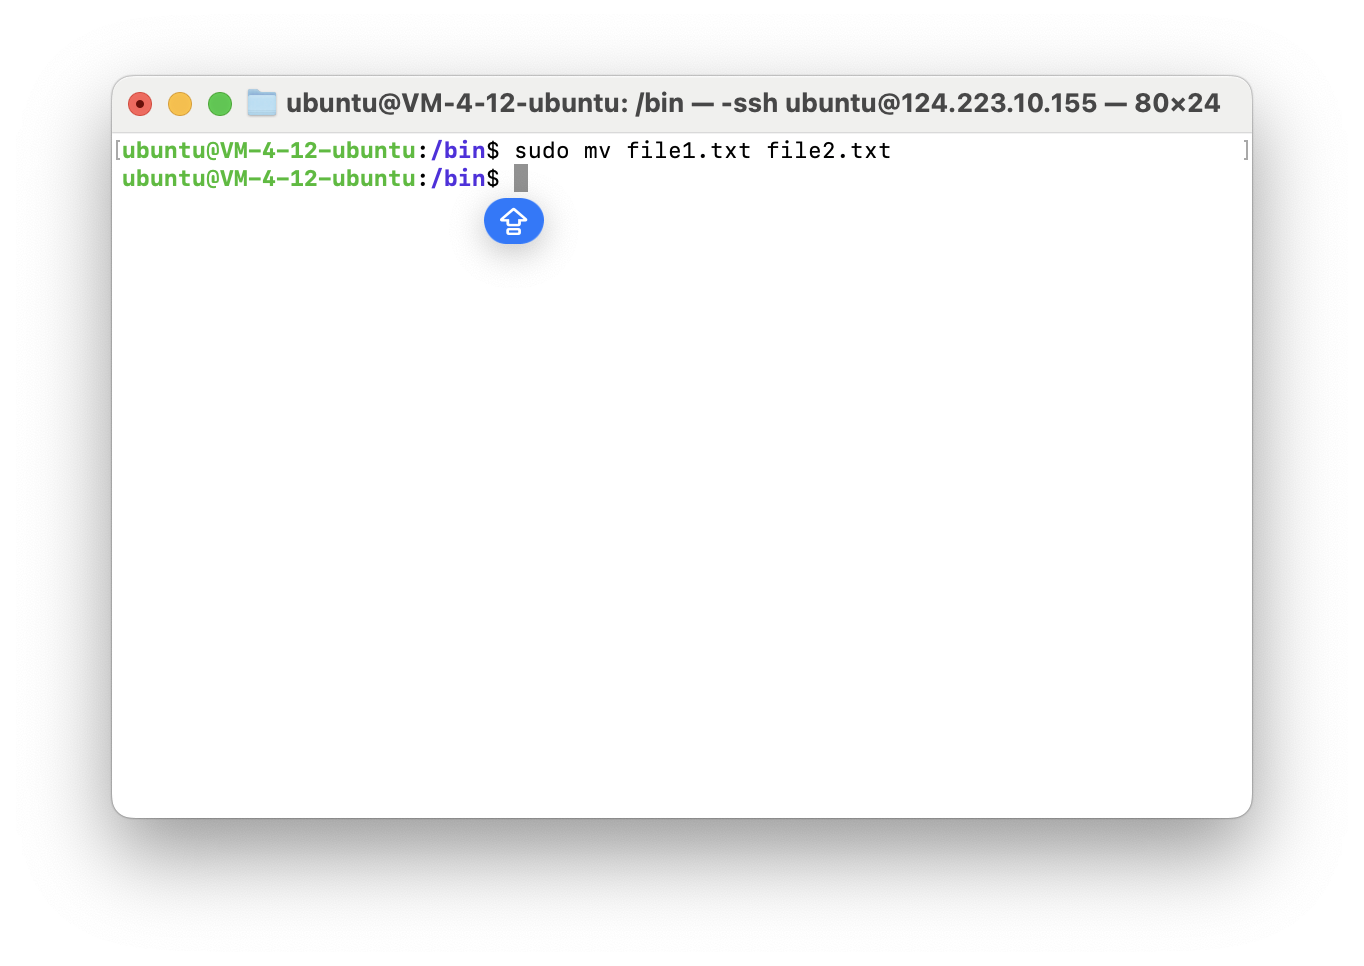 ubuntu@VM-4-12-ubuntu: /bin — -ssh ubuntu@124.223.10.155 — 80×24
[ubuntu@VM-4-12-ubuntu:/bin$ sudo mv file1.txt file2.txt ]
ubuntu@VM-4-12-ubuntu:/bin$